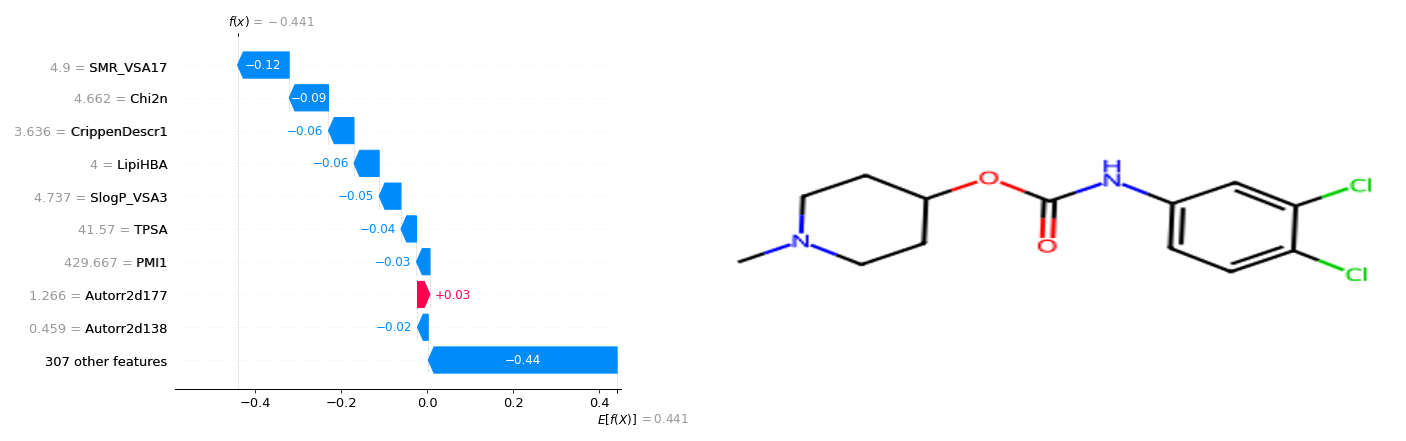 f(x) = −0.441
4.9 = SMR_VSA17
−0.12
4.662 = Chi2n
−0.09
3.636 = CrippenDescr1
−0.06
4 = LipiHBA
−0.06
4.737 = SlogP_VSA3
−0.05
41.57 = TPSA
−0.04
429.667 = PMI1
−0.03
1.266 = Autorr2d177
+0.03
0.459 = Autorr2d138
−0.02
307 other features
−0.44
−0.4 −0.2 0.0 0.2 0.4
E[f(X)] = 0.441
H
N
O
O
N
Cl
Cl